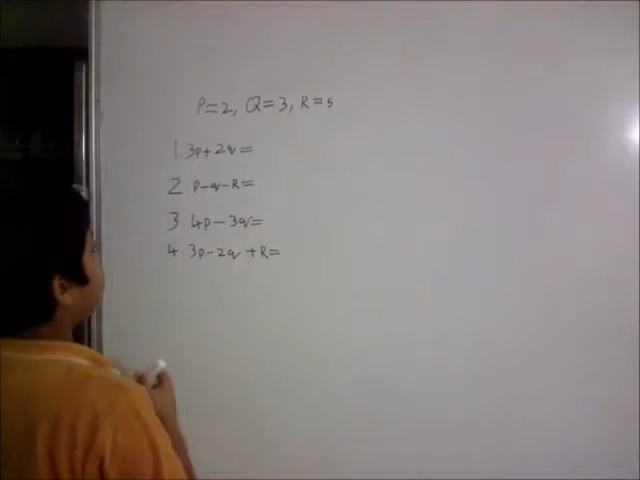 P=2, Q=3, R=5
1. 3p+2q=
2. p-q-R=
3. 4p-3q=
4. 3p-2q+R=